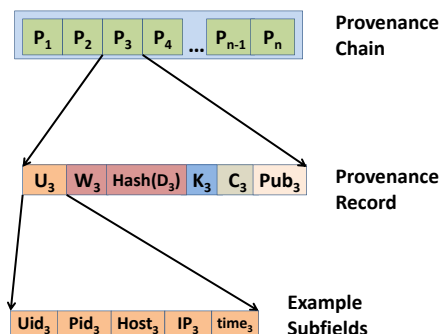 P₁ P₂ P₃ P₄ ... Pₙ₋₁ Pₙ
Provenance
Chain
U₃ W₃ Hash(D₃) K₃ C₃ Pub₃
Provenance
Record
Uid₃ Pid₃ Host₃ IP₃ time₃
Example
Subfields